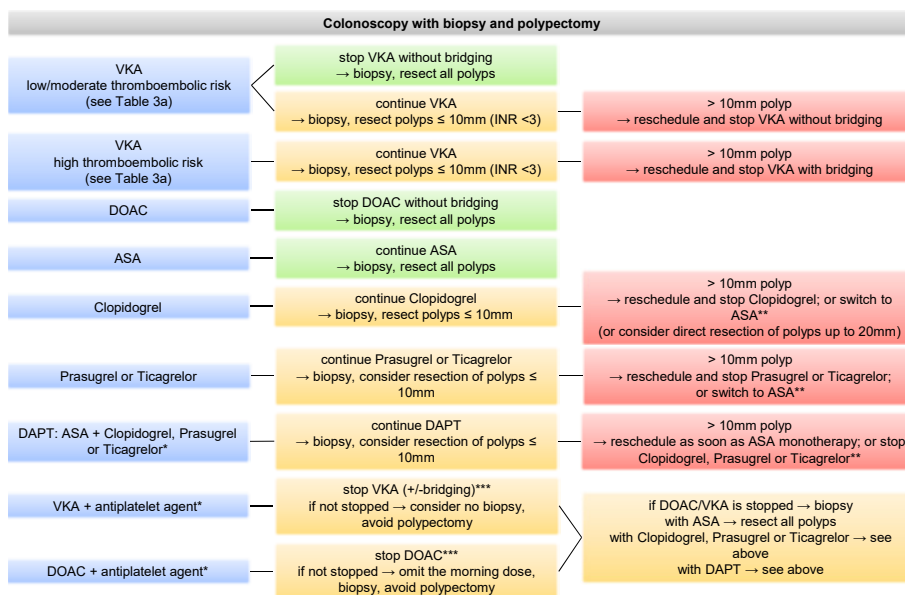 Colonoscopy with biopsy and polypectomy
VKA
low/moderate thromboembolic risk
(see Table 3a)
stop VKA without bridging
→ biopsy, resect all polyps
continue VKA
→ biopsy, resect polyps ≤ 10mm (INR <3)
> 10mm polyp
→ reschedule and stop VKA without bridging
VKA
high thromboembolic risk
(see Table 3a)
continue VKA
→ biopsy, resect polyps ≤ 10mm (INR <3)
> 10mm polyp
→ reschedule and stop VKA with bridging
DOAC
stop DOAC without bridging
→ biopsy, resect all polyps
ASA
continue ASA
→ biopsy, resect all polyps
Clopidogrel
continue Clopidogrel
→ biopsy, resect polyps ≤ 10mm
> 10mm polyp
→ reschedule and stop Clopidogrel; or switch to
ASA**
(or consider direct resection of polyps up to 20mm)
Prasugrel or Ticagrelor
continue Prasugrel or Ticagrelor
→ biopsy, consider resection of polyps ≤
10mm
> 10mm polyp
→ reschedule and stop Prasugrel or Ticagrelor;
or switch to ASA**
DAPT: ASA + Clopidogrel, Prasugrel
or Ticagrelor*
continue DAPT
→ biopsy, consider resection of polyps ≤
10mm
> 10mm polyp
→ reschedule as soon as ASA monotherapy; or stop
Clopidogrel, Prasugrel or Ticagrelor**
VKA + antiplatelet agent*
stop VKA (+/-bridging)***
if not stopped → consider no biopsy,
avoid polypectomy
DOAC + antiplatelet agent*
stop DOAC***
if not stopped → omit the morning dose,
biopsy, avoid polypectomy
if DOAC/VKA is stopped → biopsy
with ASA → resect all polyps
with Clopidogrel, Prasugrel or Ticagrelor → see
above
with DAPT → see above